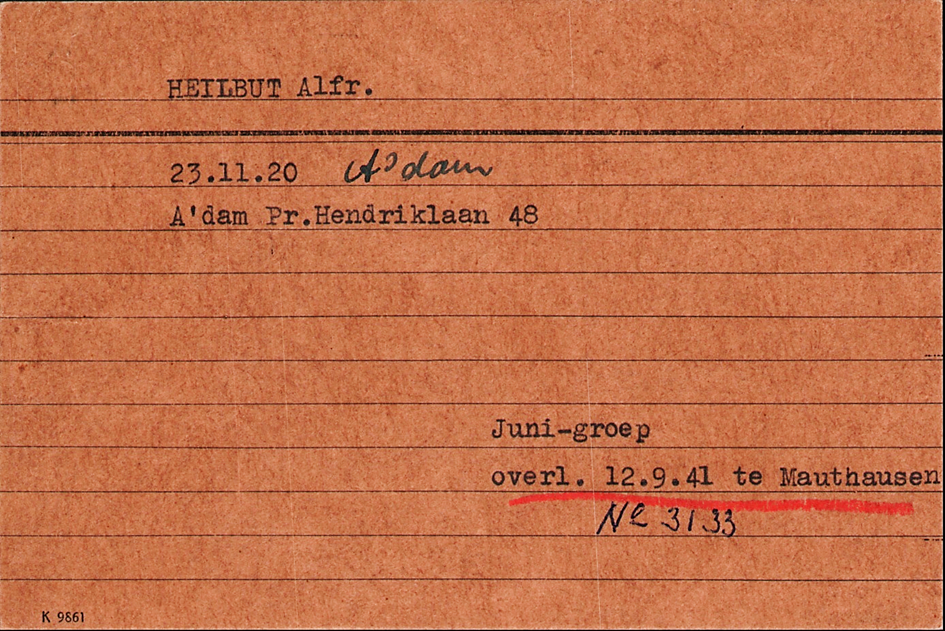 HEILBUT Alfr.
23.11.20 A'dam
A'dam Pr.Hendriklaan 48
Juni-groep
overl. 12.9.41 te Mauthausen
Ne 3133
K 9861